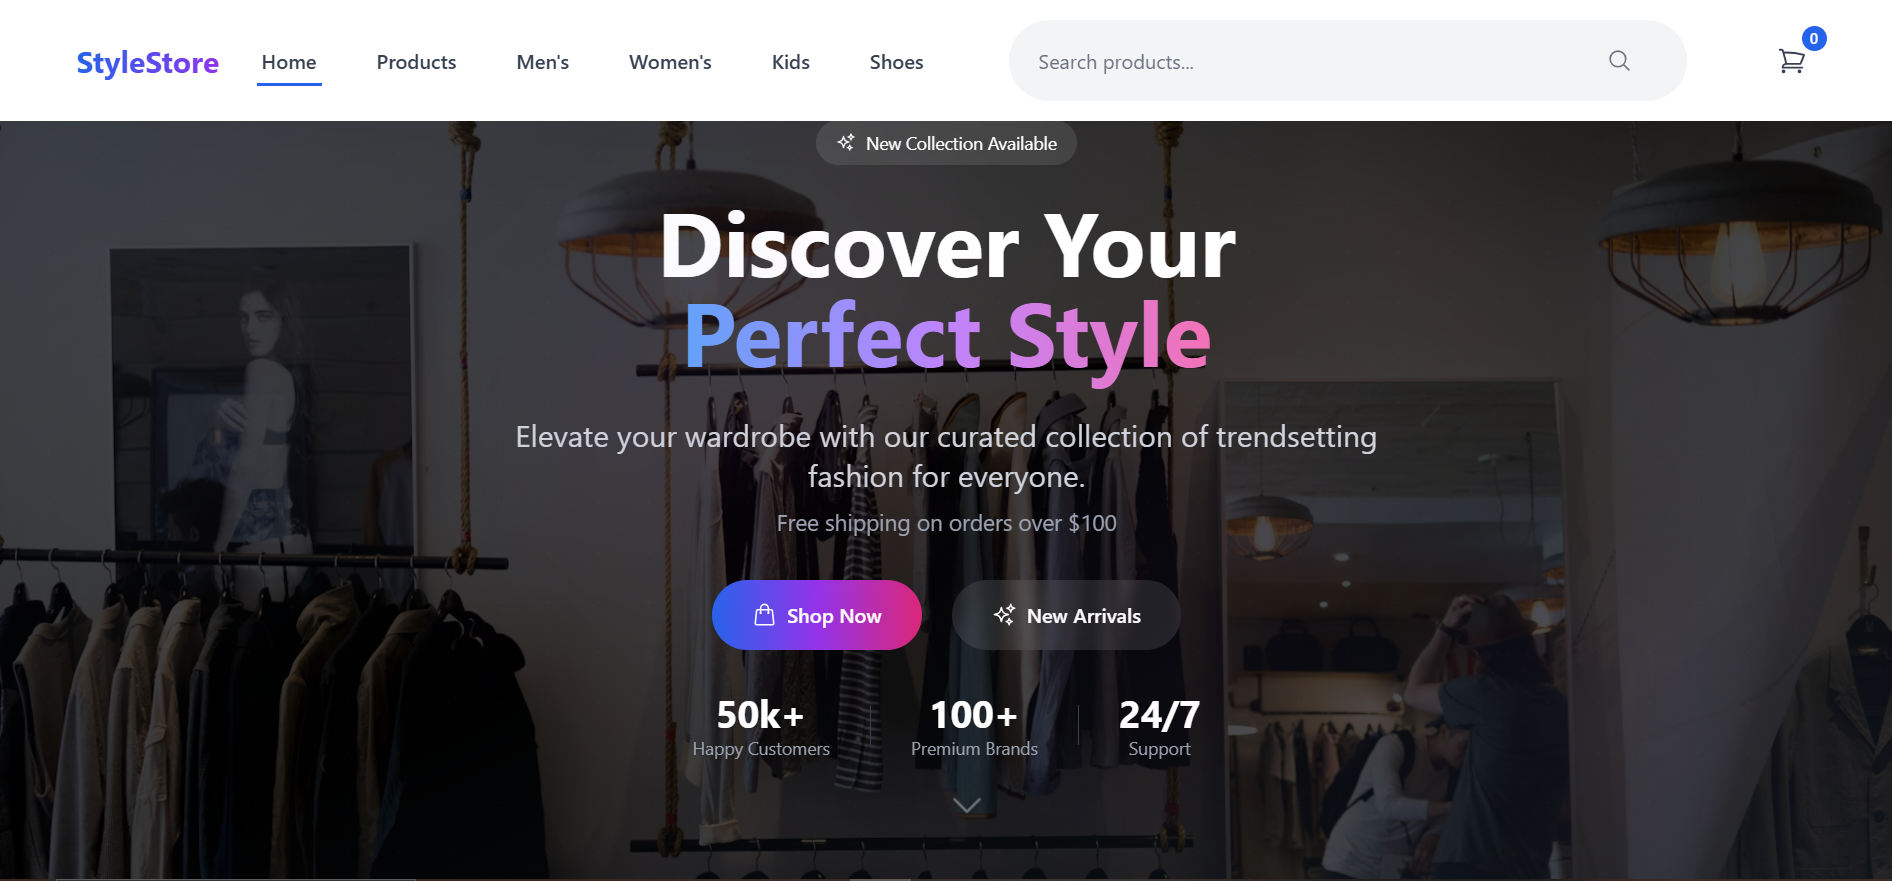 StyleStore
Home
Products
Men's
Women's
Kids
Shoes
Search products...
0
New Collection Available
Discover Your
Perfect Style
Elevate your wardrobe with our curated collection of trendsetting
fashion for everyone.
Free shipping on orders over $100
Shop Now
New Arrivals
50k+
Happy Customers
100+
Premium Brands
24/7
Support